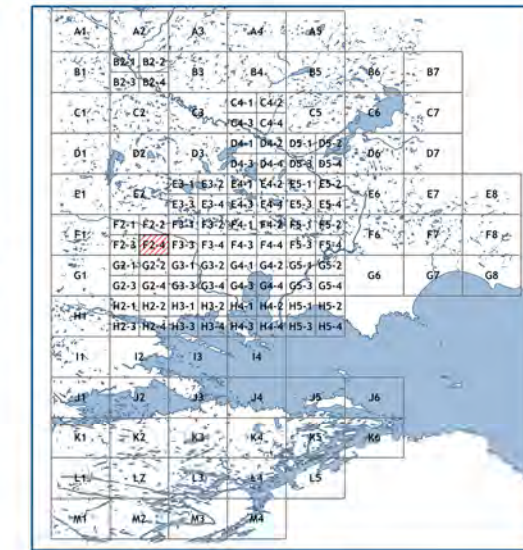 A1 A2 A3 A4 A5
B2-1 B2-2
B1 B3 B4 B5 B6 B7
B2-3 B2-4
C4-1 C4-2
C1 C2 C3 C5 C6 C7
C4-3 C4-4
D4-1 D4-2 D5-1 D5-2
D1 D2 D3 D6 D7
D4-3 D4-4 D5-3 D5-4
E3-1 E3-2 E4-1 E4-2 E5-1 E5-2
E1 E2 E6 E7 E8
E3-3 E3-4 E4-3 E4-4 E5-3 E5-4
F2-1 F2-2 F3-1 F3-2 F4-1 F4-2 F5-1 F5-2
F1 F6 F7 F8
F2-3 F2-4 F3-3 F3-4 F4-3 F4-4 F5-3 F5-4
G2-1 G2-2 G3-1 G3-2 G4-1 G4-2 G5-1 G5-2
G1 G6 G7 G8
G2-3 G2-4 G3-3 G3-4 G4-3 G4-4 G5-3 G5-4
H2-1 H2-2 H3-1 H3-2 H4-1 H4-2 H5-1 H5-2
H1
H2-3 H2-4 H3-3 H3-4 H4-3 H4-4 H5-3 H5-4
I1 I2 I3 I4
J1 J2 J3 J4 J5 J6
K1 K2 K3 K4 K5 K6
L1 L2 L3 L4 L5
M1 M2 M3 M4